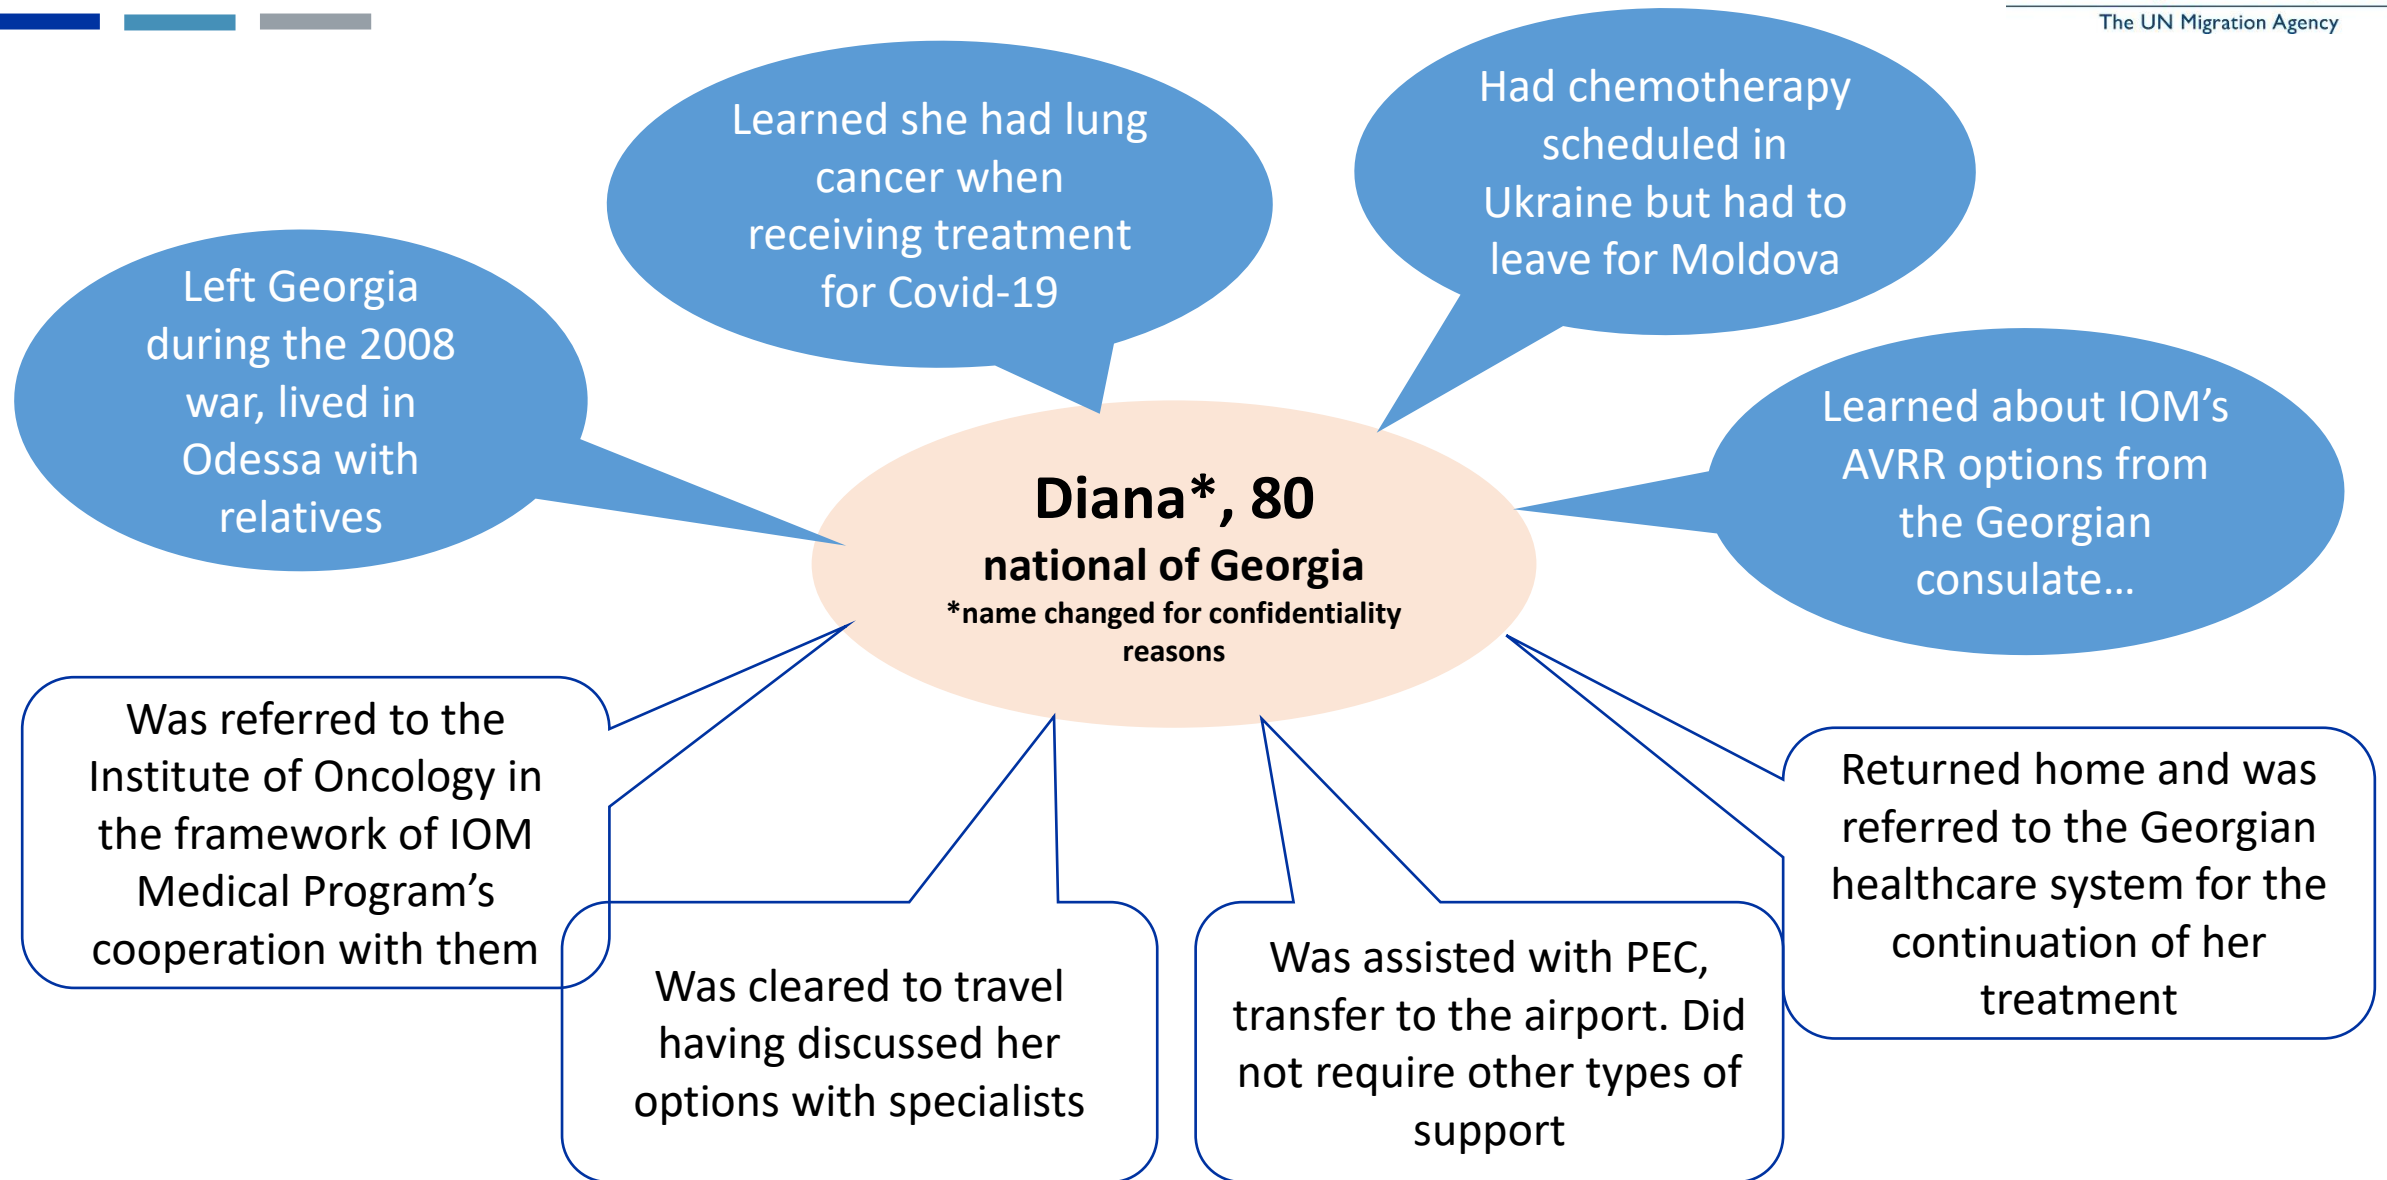 The UN Migration Agency
Left Georgia
during the 2008
war, lived in
Odessa with
relatives
Learned she had lung
cancer when
receiving treatment
for Covid-19
Had chemotherapy
scheduled in
Ukraine but had to
leave for Moldova
Learned about IOM’s
AVRR options from
the Georgian
consulate…
Diana*, 80
national of Georgia
*name changed for confidentiality
reasons
Was referred to the
Institute of Oncology in
the framework of IOM
Medical Program’s
cooperation with them
Was cleared to travel
having discussed her
options with specialists
Was assisted with PEC,
transfer to the airport. Did
not require other types of
support
Returned home and was
referred to the Georgian
healthcare system for the
continuation of her
treatment